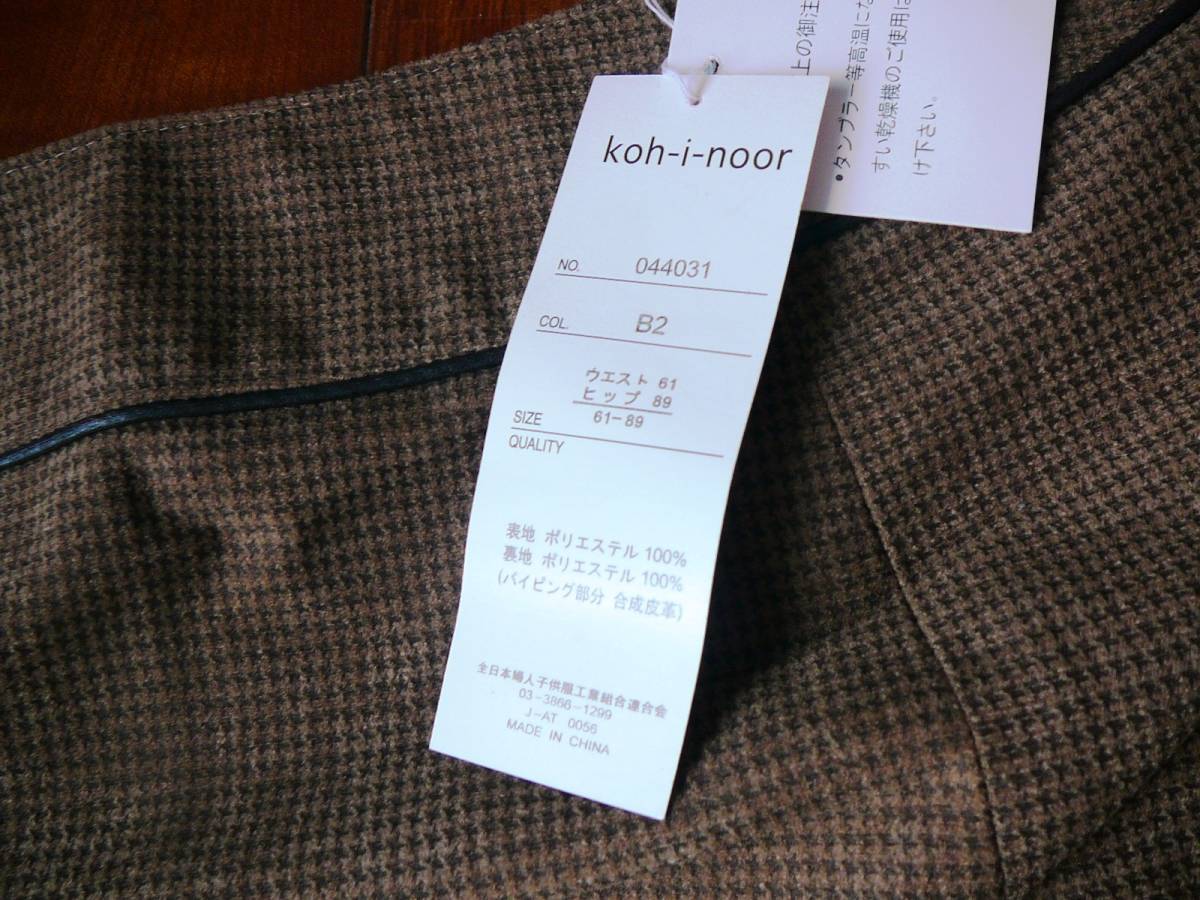 koh-i-noor
NO. 044031
COL. B2
ウエスト 61
ヒップ 89
SIZE 61-89
QUALITY
表地 ポリエステル 100%
裏地 ポリエステル 100%
(パイピング部分 合成皮革)
全日本婦人子供服工業組合連合会
03-3866-1299
J-AT 0056
MADE IN CHINA
上の御注
•タンブラー等高温にな
すい乾燥機のご使用は
け下さい。